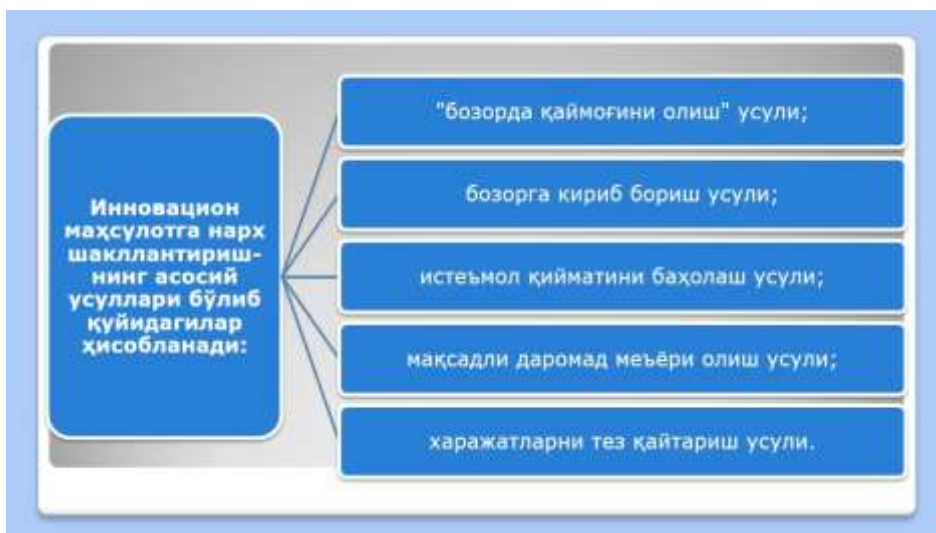 Инновацион
маҳсулотга нарх
шакллантириш-
нинг асосий
усуллари бўлиб
қуйидагилар
ҳисобланади:
"бозорда қаймоғини олиш" усули;
бозорга кириб бориш усули;
истеъмол қийматини баҳолаш усули;
мақсадли даромад меъёри олиш усули;
харажатларни тез қайтариш усули.